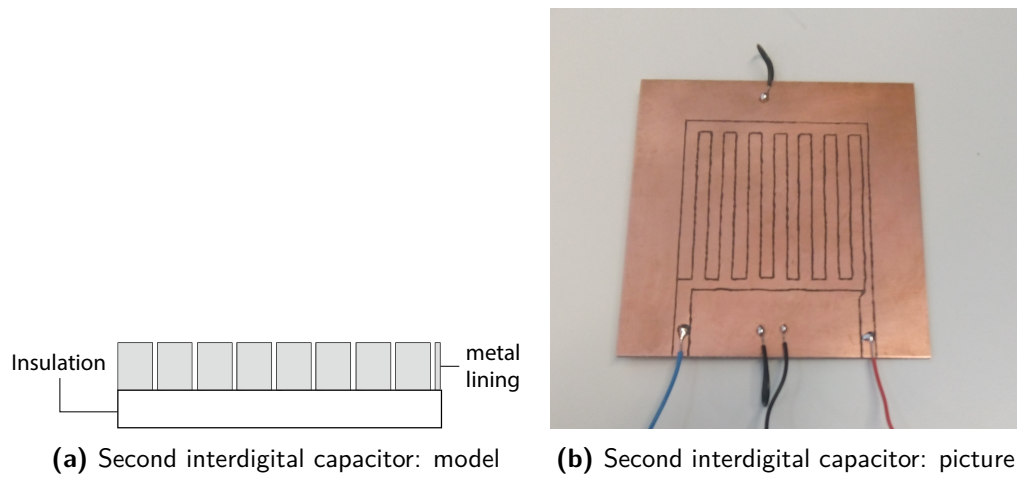 Insulation
metal
lining
(a) Second interdigital capacitor: model
(b) Second interdigital capacitor: picture